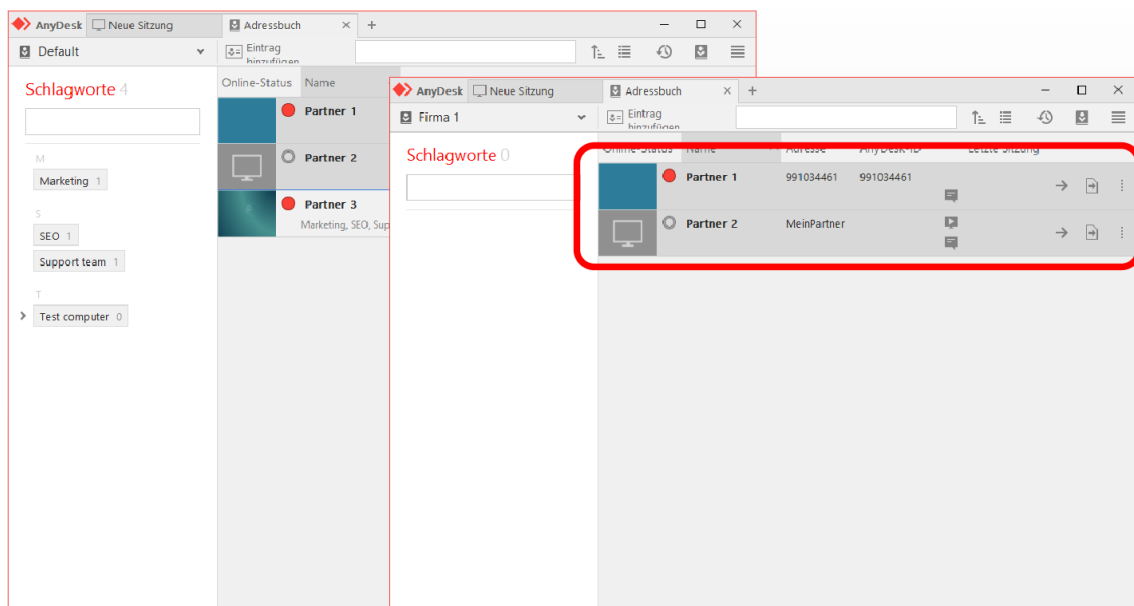 AnyDesk
Neue Sitzung
Adressbuch
Default
Eintrag
hinzufügen
Schlagworte 4
M
Marketing 1
S
SEO 1
Support team 1
T
Test computer 0
Online-Status Name
Partner 1
Partner 2
Partner 3
Marketing, SEO, Sup
AnyDesk
Neue Sitzung
Adressbuch
Firma 1
Eintrag
hinzufügen
Schlagworte 0
Online-Status Name Adresse AnyDesk-ID Letzte Sitzung
Partner 1 991034461 991034461
Partner 2 MeinPartner